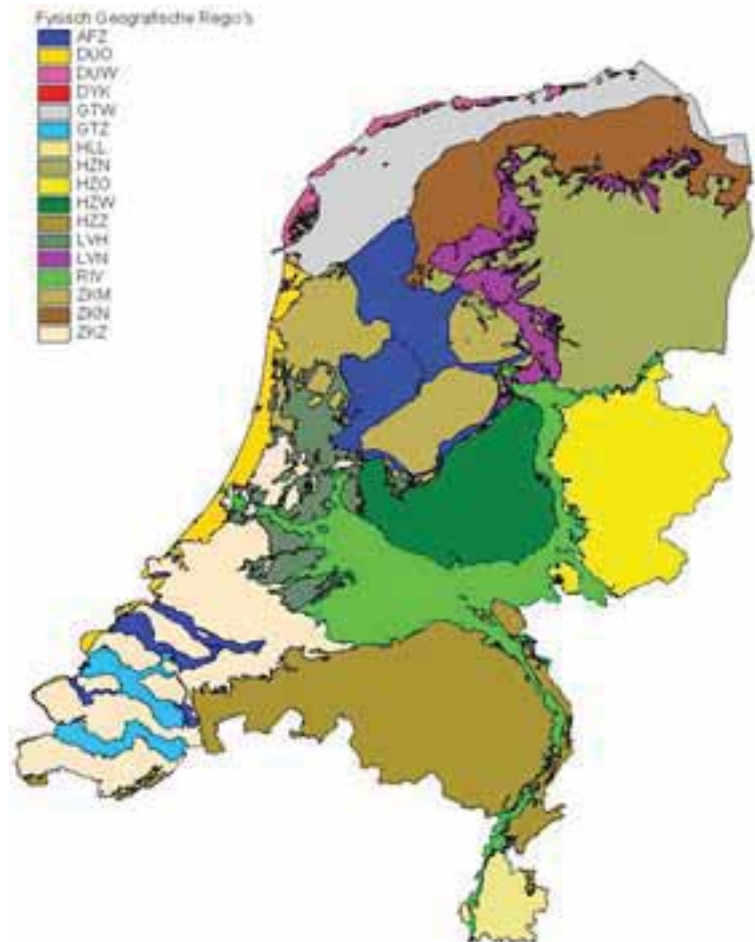 Fysisch Geografische Regio's
AFZ
DUO
DUW
DYK
GTW
GTZ
HLL
HZN
HZO
HZW
HZZ
LVH
LVN
RIV
ZKM
ZKN
ZKZ